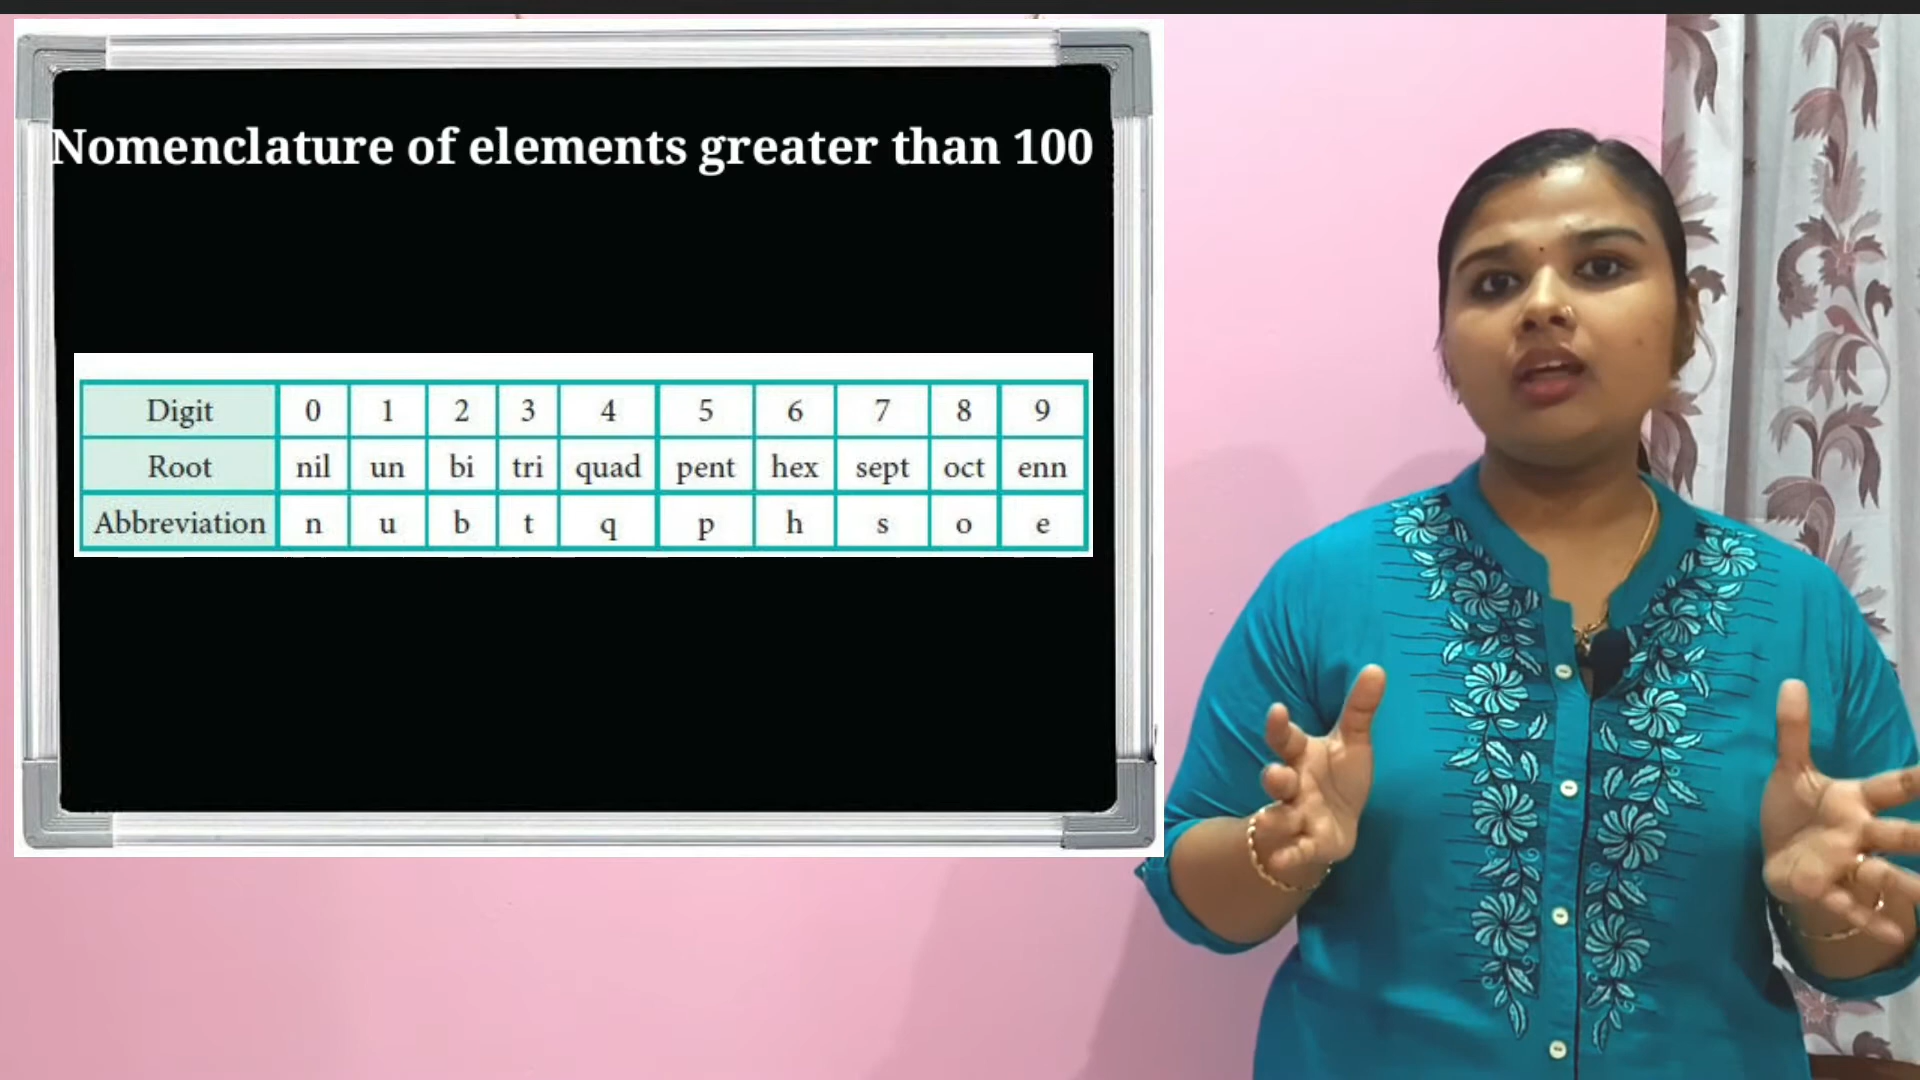 Nomenclature of elements greater than 100
Digit 0 1 2 3 4 5 6 7 8 9
Root nil un bi tri quad pent hex sept oct enn
Abbreviation n u b t q p h s o e